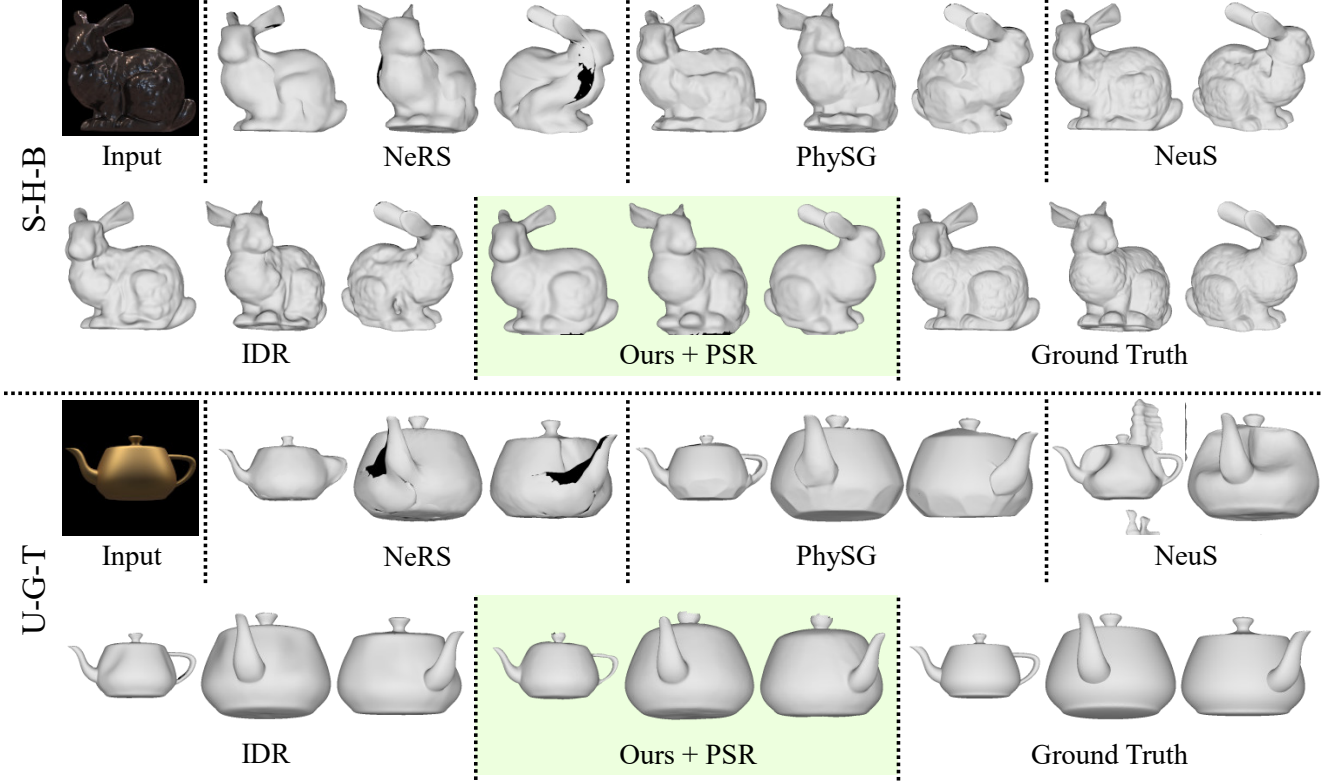 S-H-B
Input
NeRS
PhySG
NeuS
IDR
Ours + PSR
Ground Truth
U-G-T
Input
NeRS
PhySG
NeuS
IDR
Ours + PSR
Ground Truth